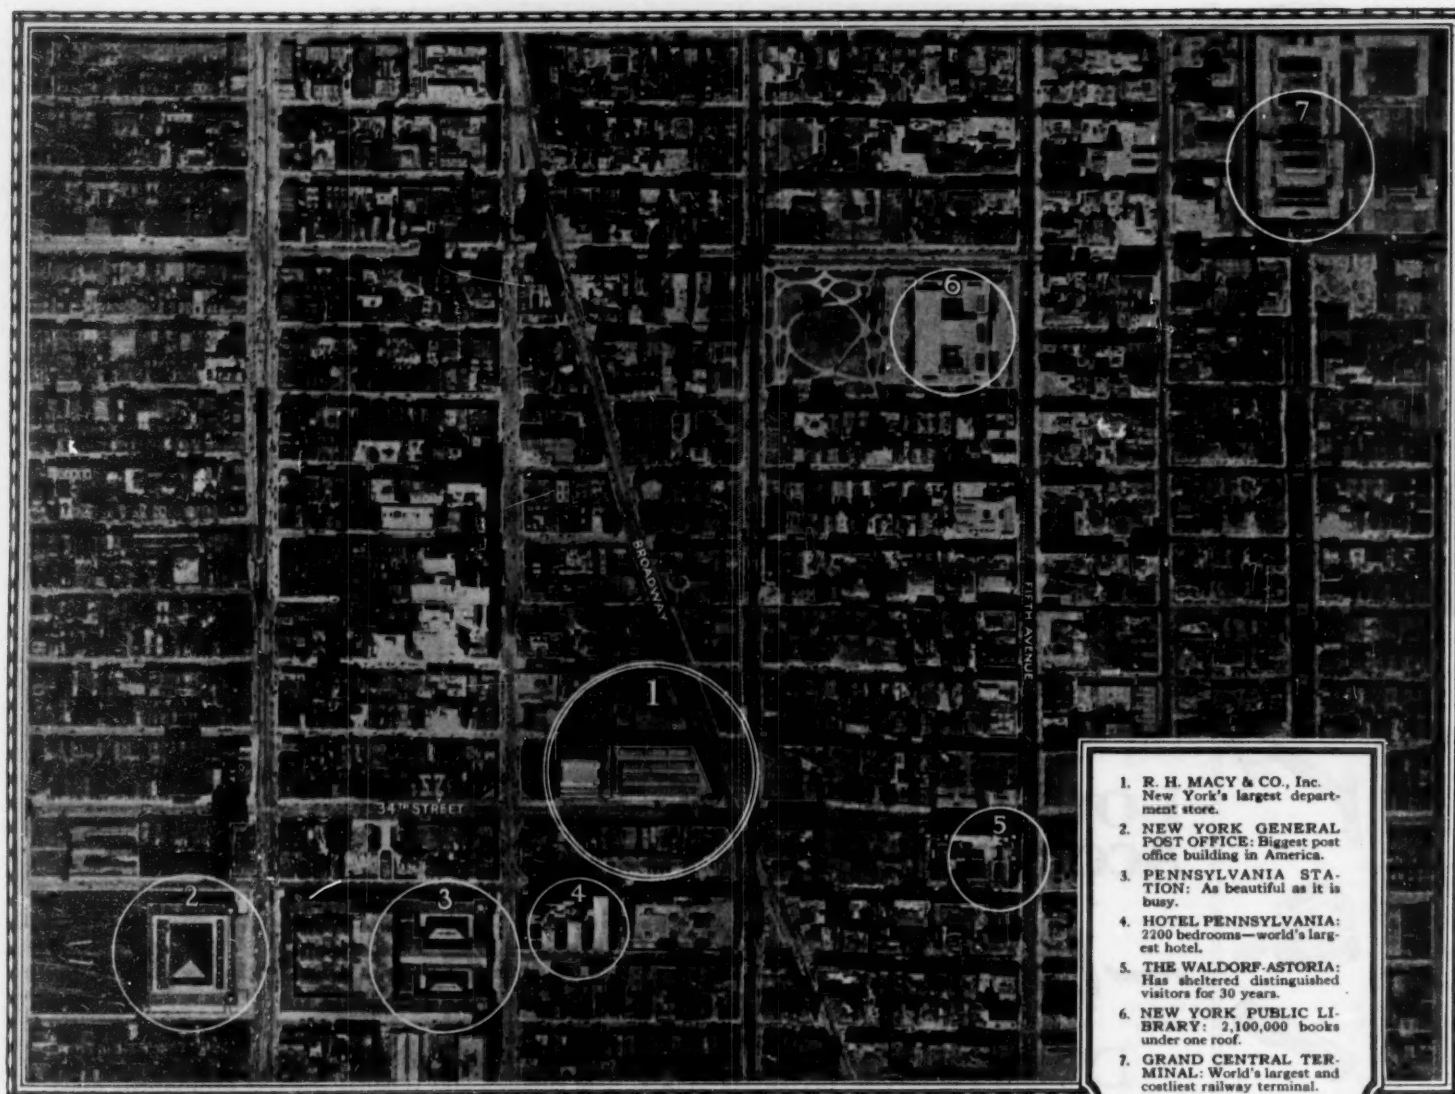 7
6
BROADWAY
FIFTH AVENUE
1
34TH STREET
5
2
3
4
1. R. H. MACY & CO., Inc.
New York's largest depart-
ment store.
2. NEW YORK GENERAL
POST OFFICE: Biggest post
office building in America.
3. PENNSYLVANIA STA-
TION: As beautiful as it is
busy.
4. HOTEL PENNSYLVANIA:
2200 bedrooms—world's larg-
est hotel.
5. THE WALDORF-ASTORIA:
Has sheltered distinguished
visitors for 30 years.
6. NEW YORK PUBLIC LI-
BRARY: 2,100,000 books
under one roof.
7. GRAND CENTRAL TER-
MINAL: World's largest and
costliest railway terminal.